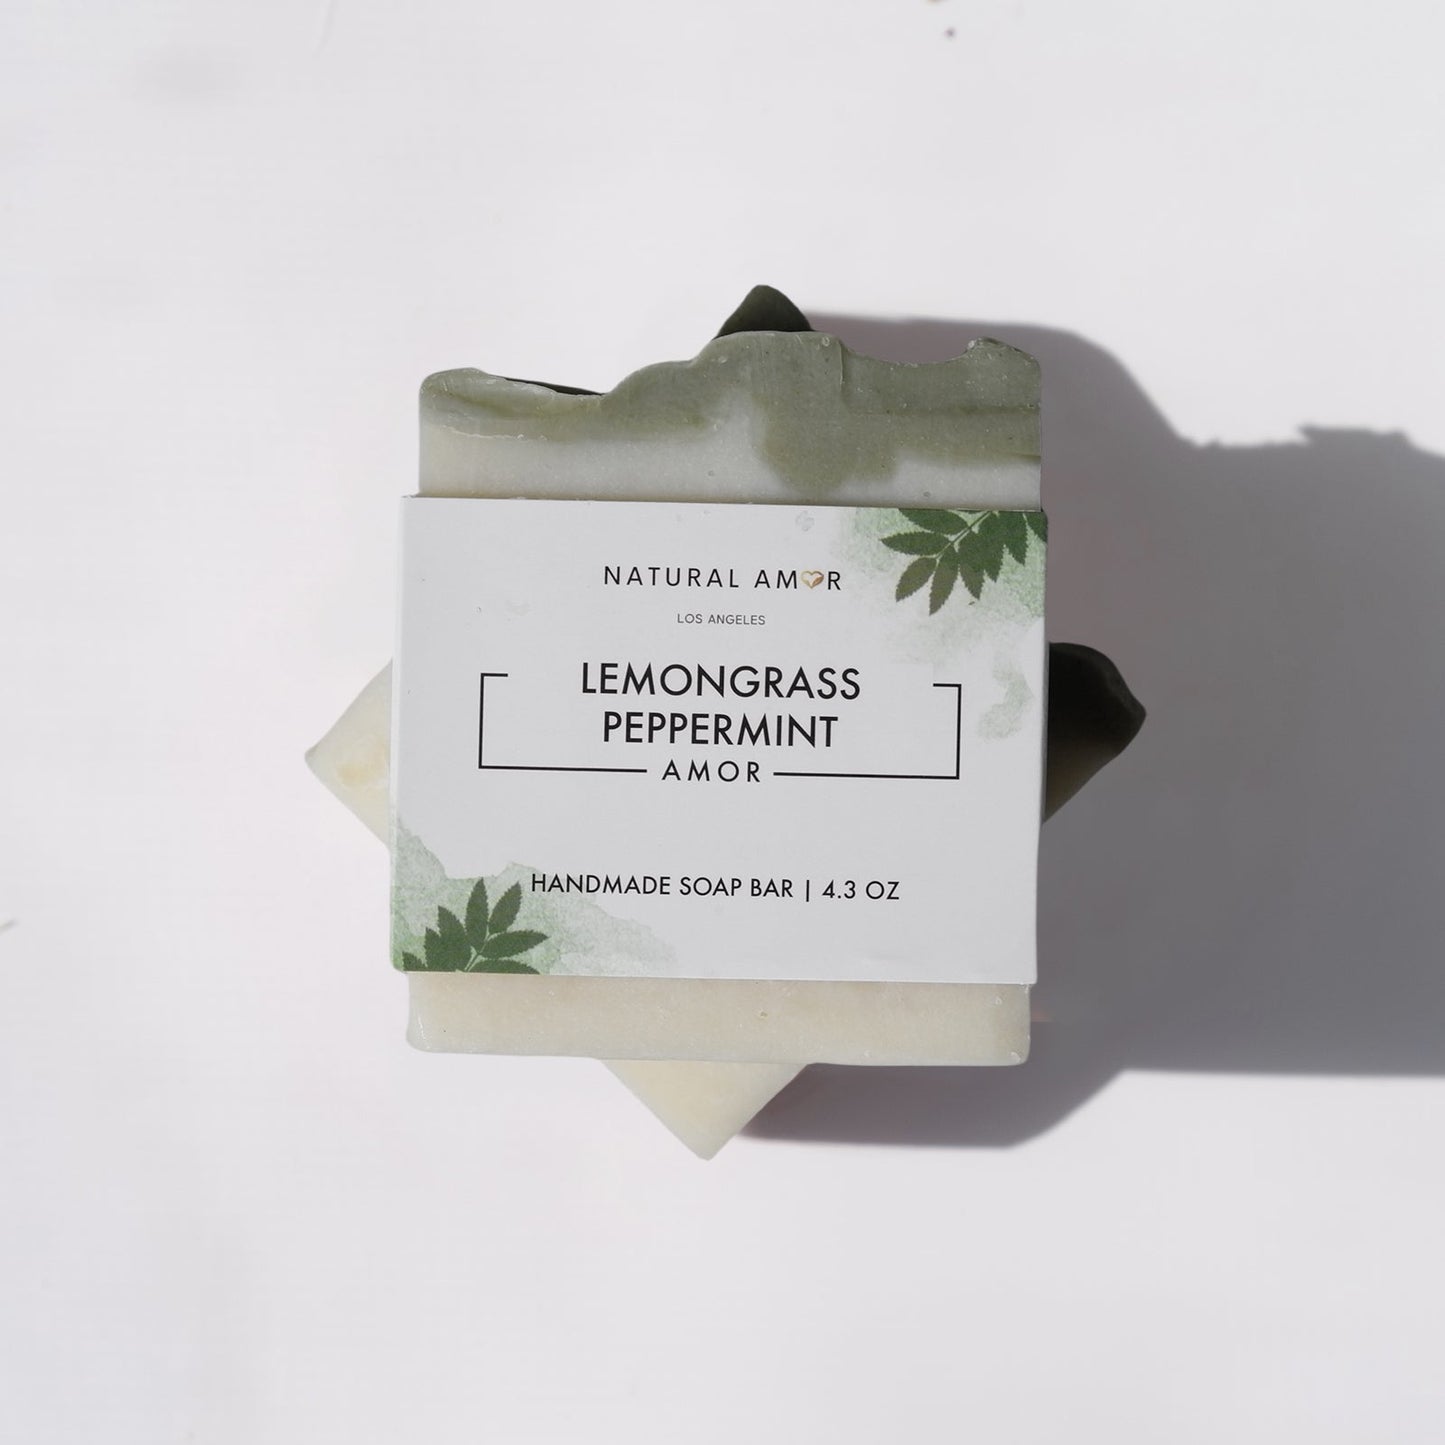 NATURAL AMOR
LOS ANGELES
LEMONGRASS
PEPPERMINT
AMOR
HANDMADE SOAP BAR | 4.3 OZ